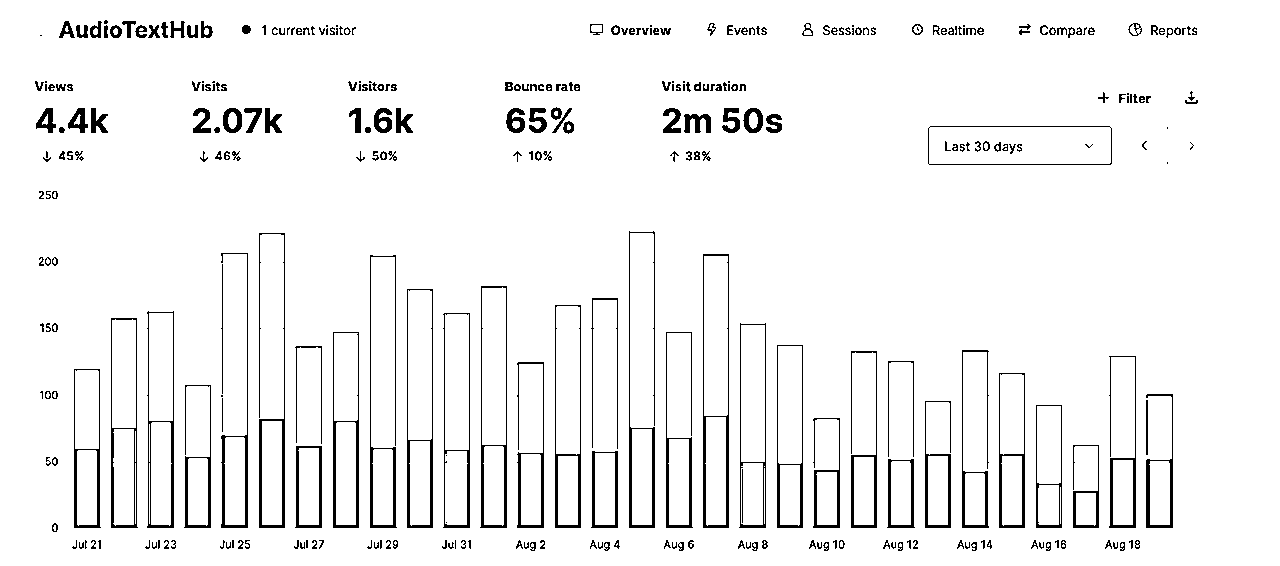 AudioTextHub
1 current visitor
Overview
Events
Sessions
Realtime
Compare
Reports
Views
4.4k
↓ 45%
Visits
2.07k
↓ 46%
Visitors
1.6k
↓ 50%
Bounce rate
65%
↑ 10%
Visit duration
2m 50s
↑ 38%
+ Filter
Last 30 days
250
200
150
100
50
0
Jul 21
Jul 23
Jul 25
Jul 27
Jul 29
Jul 31
Aug 2
Aug 4
Aug 6
Aug 8
Aug 10
Aug 12
Aug 14
Aug 16
Aug 18